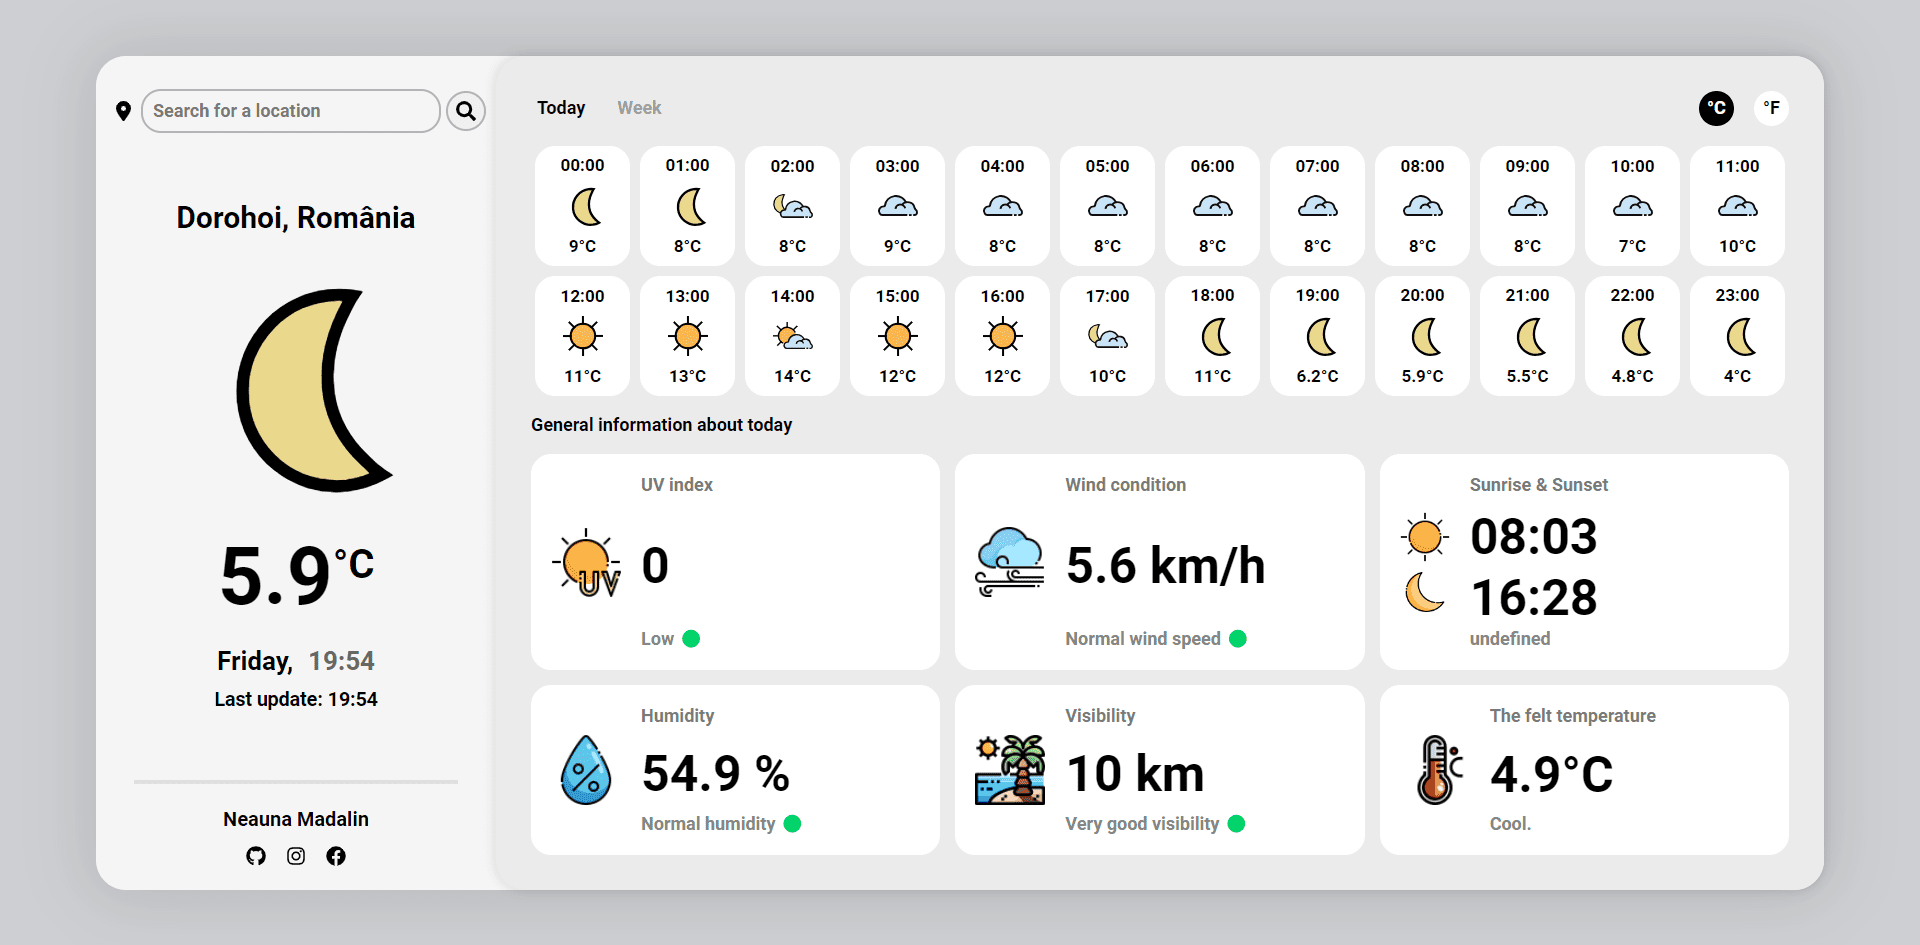 Search for a location
Dorohoi, România
5.9°C
Friday, 19:54
Last update: 19:54
Neauna Madalin
Today Week
°C °F
00:00 01:00 02:00 03:00 04:00 05:00 06:00 07:00 08:00 09:00 10:00 11:00
9°C 8°C 8°C 9°C 8°C 8°C 8°C 8°C 8°C 8°C 7°C 10°C
12:00 13:00 14:00 15:00 16:00 17:00 18:00 19:00 20:00 21:00 22:00 23:00
11°C 13°C 14°C 12°C 12°C 10°C 11°C 6.2°C 5.9°C 5.5°C 4.8°C 4°C
General information about today
UV index
UV
0
Low
Wind condition
5.6 km/h
Normal wind speed
Sunrise & Sunset
08:03
16:28
undefined
Humidity
54.9 %
Normal humidity
Visibility
10 km
Very good visibility
The felt temperature
4.9°C
Cool.